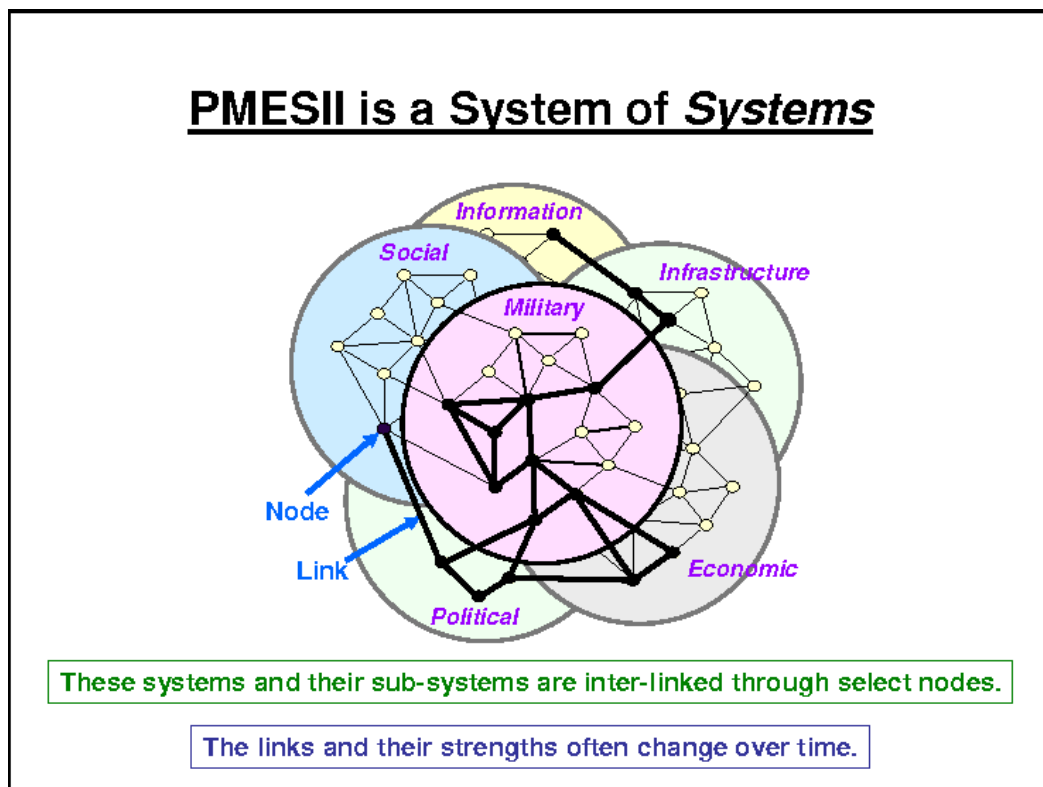 PMESII is a System of Systems
Information
Social
Infrastructure
Military
Node
Link
Economic
Political
These systems and their sub-systems are inter-linked through select nodes.
The links and their strengths often change over time.